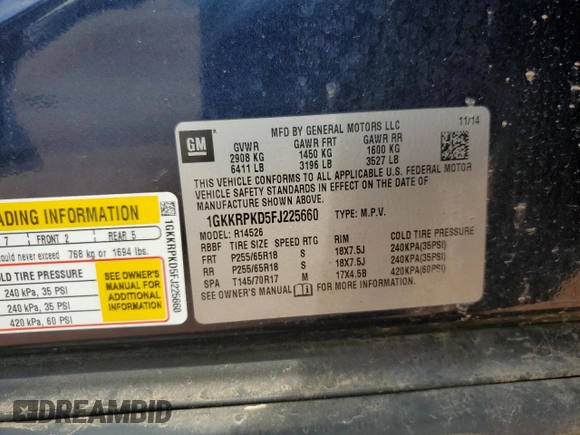 GM
MFD BY GENERAL MOTORS LLC
11/14
GVWR GAWR FRT GAWR RR
2908 KG 1450 KG 1600 KG
6411 LB 3196 LB 3527 LB
THIS VEHICLE CONFORMS TO ALL APPLICABLE U.S. FEDERAL MOTOR
VEHICLE SAFETY STANDARDS IN EFFECT ON THE DATE OF
MANUFACTURE SHOWN ABOVE.
1GKKRPKD5FJ225660 TYPE: M.P.V.
MODEL: R14526
RBBF TIRE SIZE SPEED RTG RIM COLD TIRE PRESSURE
FRT P255/65R18 S 18X7.5J 240KPA(35PSI)
RR P255/65R18 S 18X7.5J 240KPA(35PSI)
SPA T145/70R17 M 17X4.5B 420KPA(60PSI)
SEE OWNER'S MANUAL FOR MORE INFORMATION.
ADING INFORMATION
7 FRONT 2 REAR 5
ould never exceed 768 kg or 1694 lbs.
COLD TIRE PRESSURE
240 kPa, 35 PSI
240 kPa, 35 PSI
420 kPa, 60 PSI
SEE OWNER'S
MANUAL FOR
ADDITIONAL
INFORMATION
1GKKRPKD5FJ225660
DREAMBID